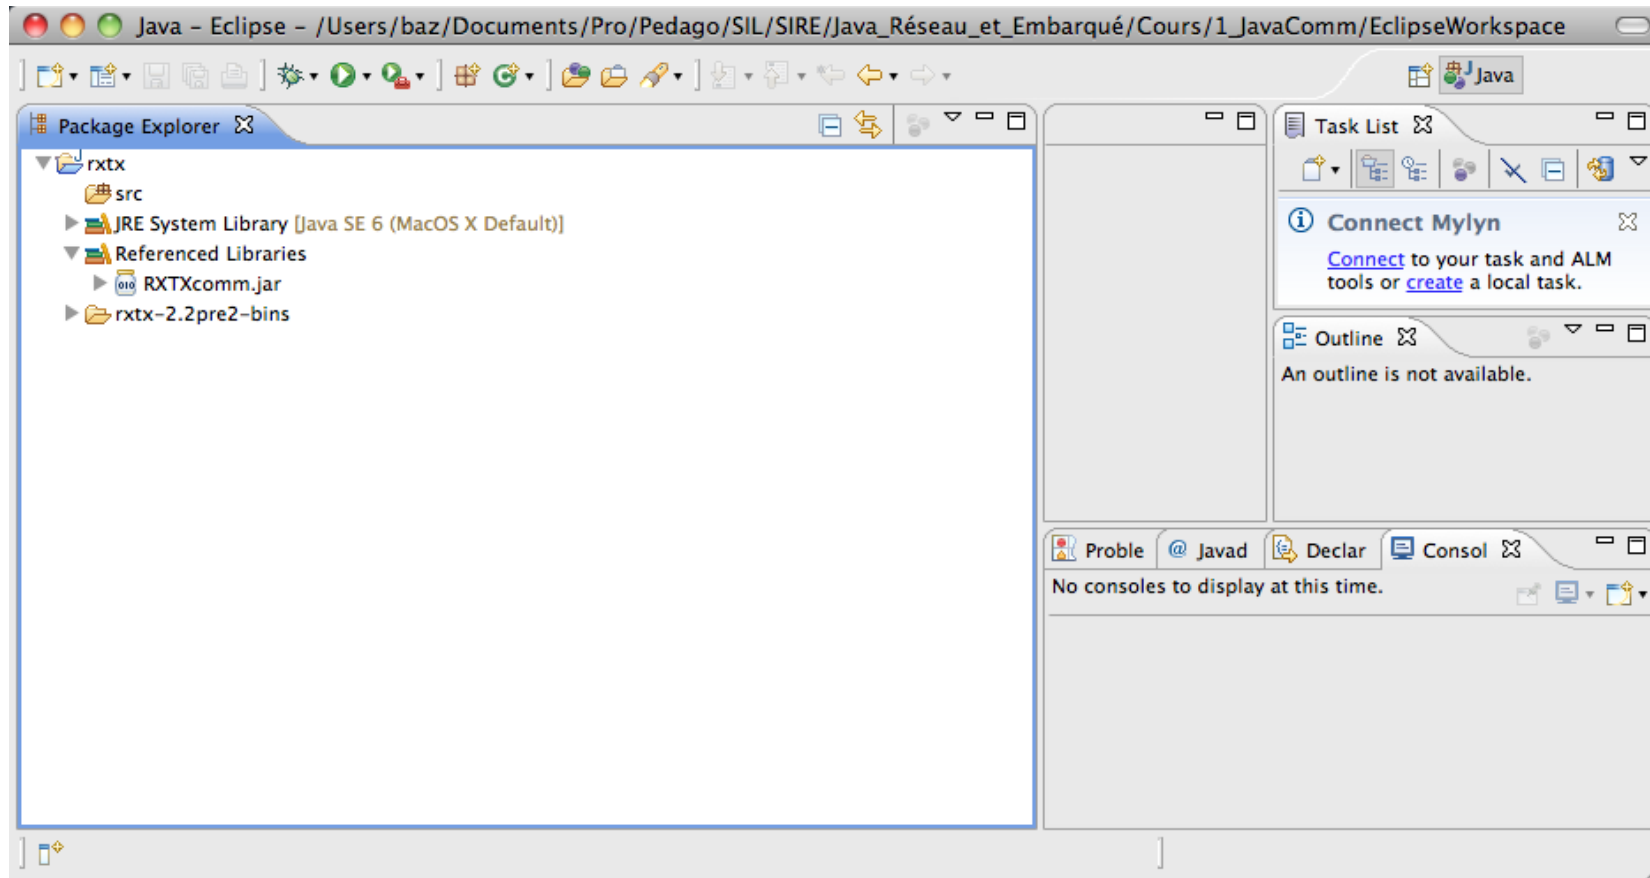 Java – Eclipse – /Users/baz/Documents/Pro/Pedago/SIL/SIRE/Java_Réseau_et_Embarqué/Cours/1_JavaComm/EclipseWorkspace
Java
Package Explorer
rxtx
src
JRE System Library [Java SE 6 (MacOS X Default)]
Referenced Libraries
010 RXTXcomm.jar
rxtx-2.2pre2-bins
Task List
Connect Mylyn
Connect to your task and ALM
tools or create a local task.
Outline
An outline is not available.
Proble @ Javad Declar Consol
No consoles to display at this time.